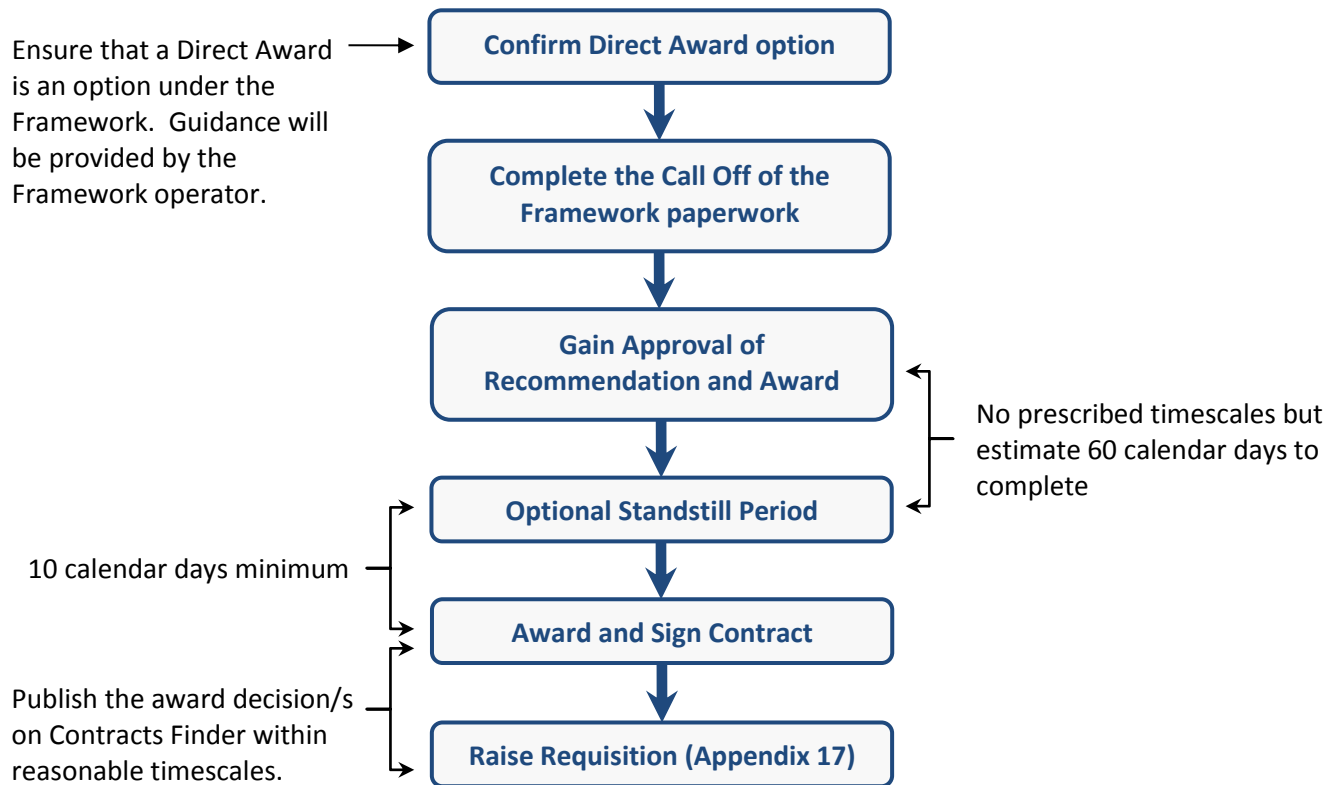 Ensure that a Direct Award
is an option under the
Framework.  Guidance will
be provided by the
Framework operator.
Confirm Direct Award option
Complete the Call Off of the
Framework paperwork
Gain Approval of
Recommendation and Award
No prescribed timescales but
estimate 60 calendar days to
complete
Optional Standstill Period
10 calendar days minimum
Award and Sign Contract
Publish the award decision/s
on Contracts Finder within
reasonable timescales.
Raise Requisition (Appendix 17)